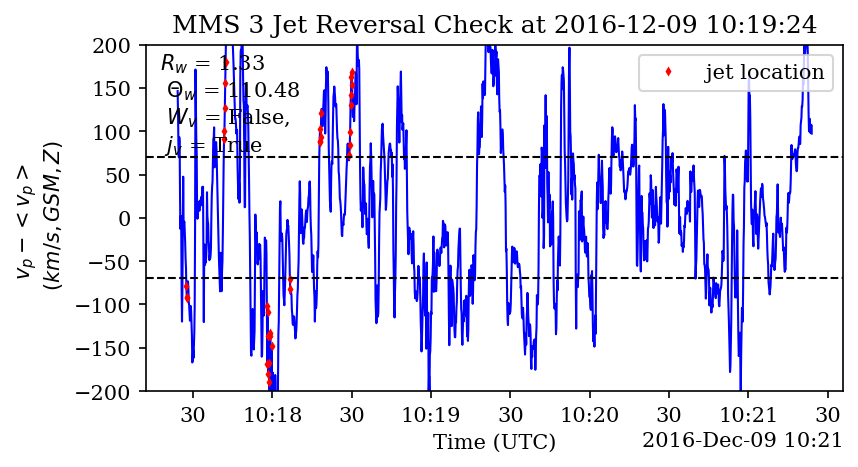 MMS 3 Jet Reversal Check at 2016-12-09 10:19:24
R_w = 1.33
Θ_w = 110.48
W_v = False,
j_v = True
jet location
v_p − < v_p >
(km/s, GSM, Z)
200
150
100
50
0
−50
−100
−150
−200
30 10:18 30 10:19 30 10:20 30 10:21 30
Time (UTC)
2016-Dec-09 10:21